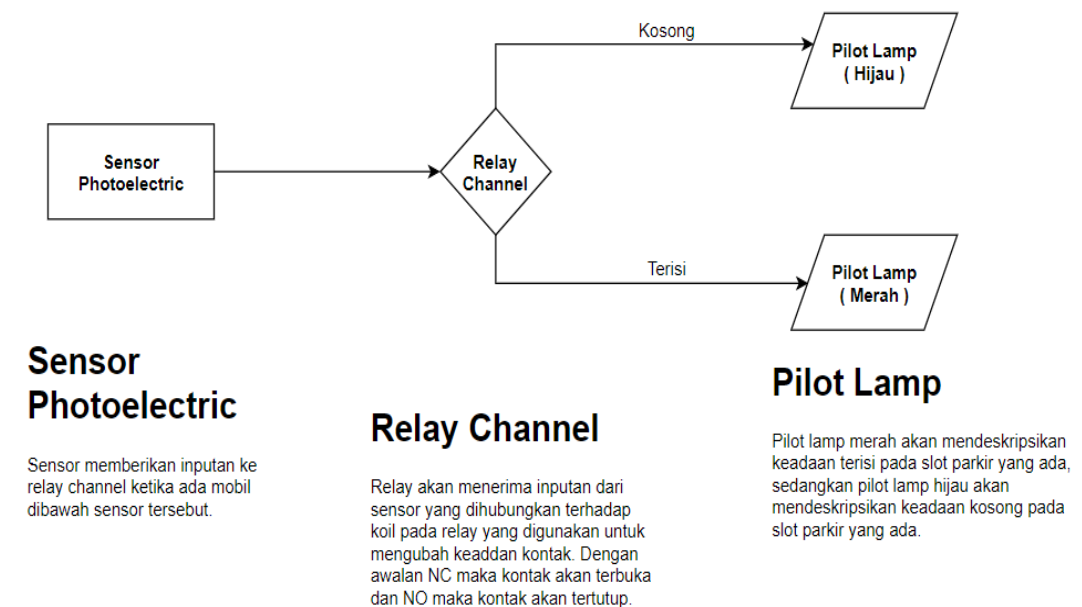 Kosong
Pilot Lamp
( Hijau )
Sensor
Photoelectric
Relay
Channel
Terisi
Pilot Lamp
( Merah )
Sensor
Photoelectric
Sensor memberikan inputan ke
relay channel ketika ada mobil
dibawah sensor tersebut.
Relay Channel
Relay akan menerima inputan dari
sensor yang dihubungkan terhadap
koil pada relay yang digunakan untuk
mengubah keaddan kontak. Dengan
awalan NC maka kontak akan terbuka
dan NO maka kontak akan tertutup.
Pilot Lamp
Pilot lamp merah akan mendeskripsikan
keadaan terisi pada slot parkir yang ada,
sedangkan pilot lamp hijau akan
mendeskripsikan keadaan kosong pada
slot parkir yang ada.